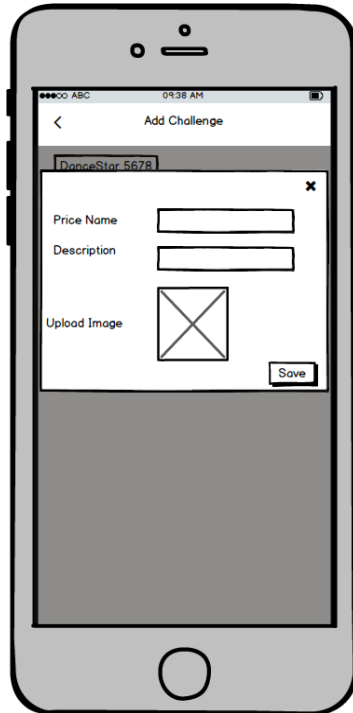 ABC 09:38 AM
< Add Challenge
DanceStar 5678
Price Name
Description
Upload Image
Save